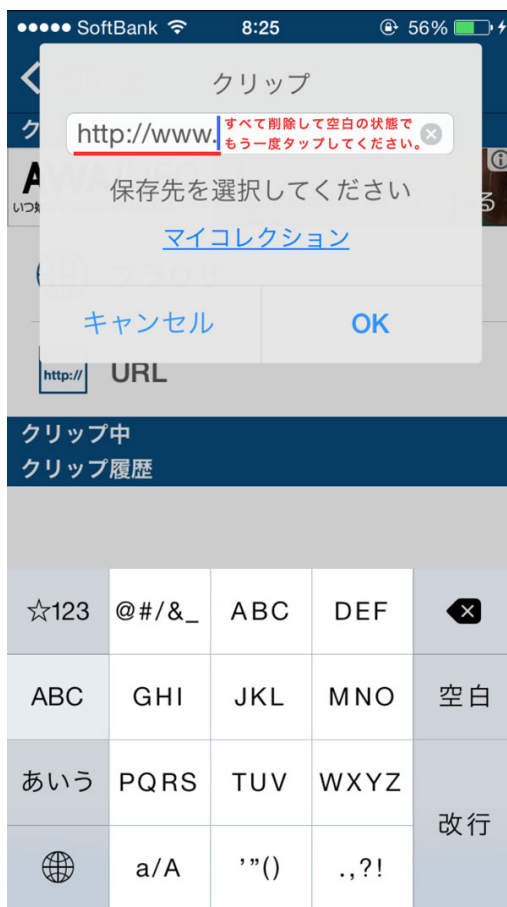 SoftBank 8:25 56%
クリップ
http://www.
すべて削除して空白の状態で
もう一度タップしてください。
保存先を選択してください
マイコレクション
キャンセル OK
http:// URL
クリップ中
クリップ履歴
☆123 @#/&_ ABC DEF
ABC GHI JKL MNO 空白
あいう PQRS TUV WXYZ
改行
a/A '"() .,?!